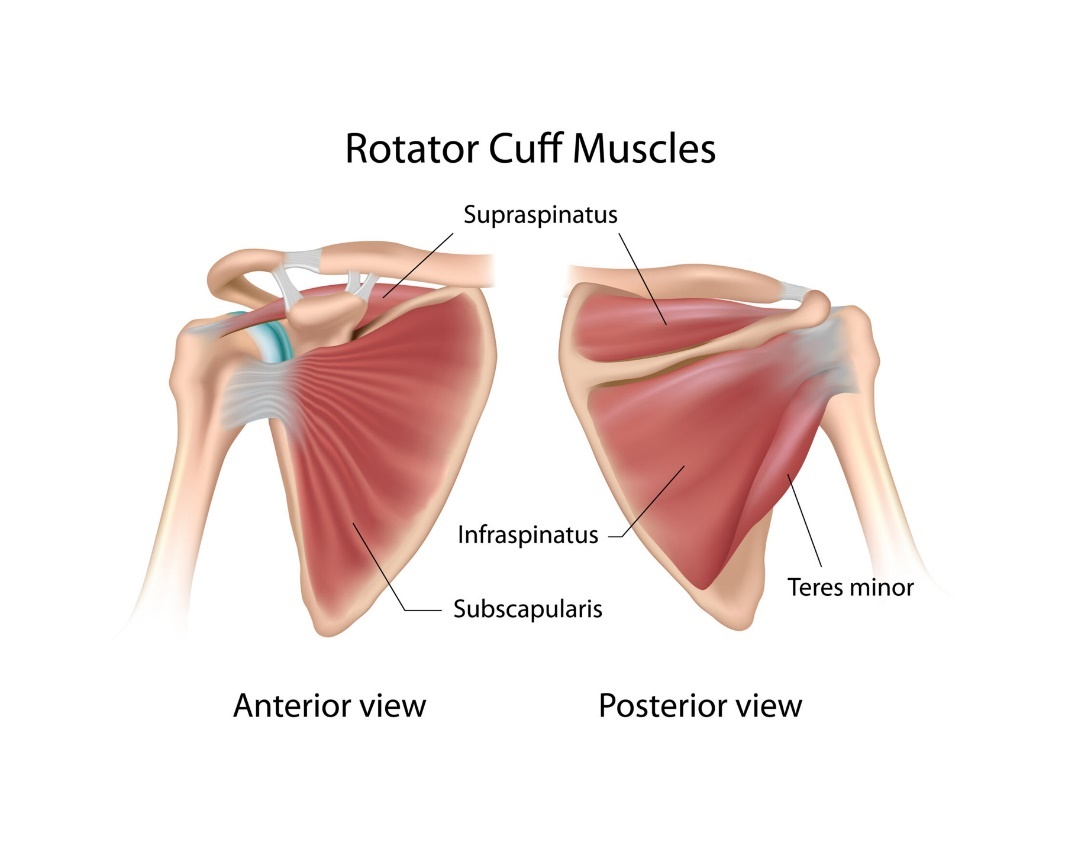 Rotator Cuff Muscles
Supraspinatus
Infraspinatus
Teres minor
Subscapularis
Anterior view
Posterior view